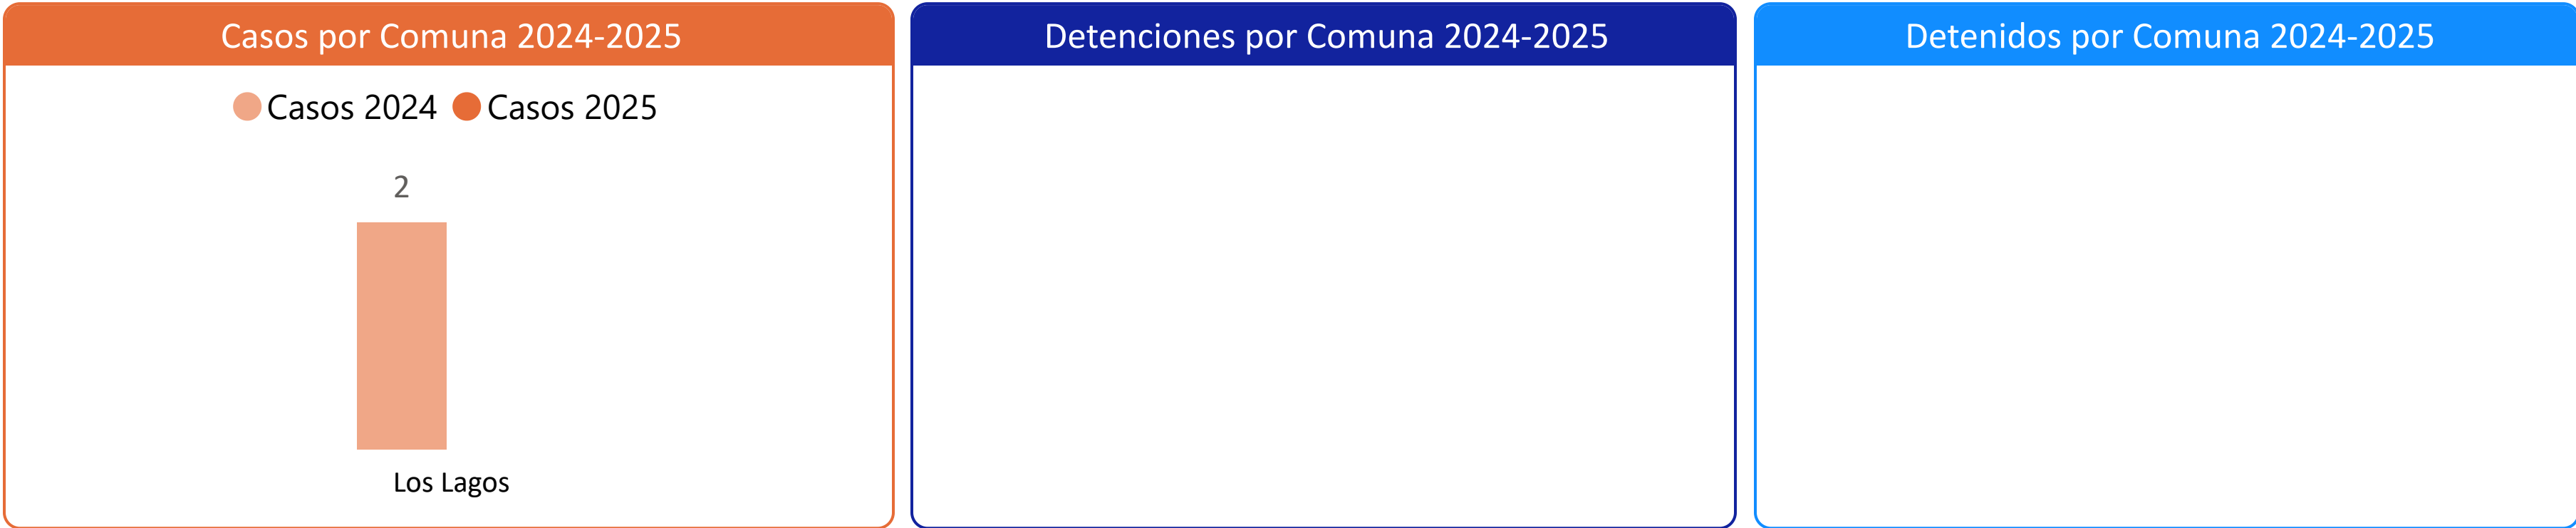 Casos por Comuna 2024-2025
Casos 2024 Casos 2025
2
Los Lagos
Detenciones por Comuna 2024-2025
Detenidos por Comuna 2024-2025